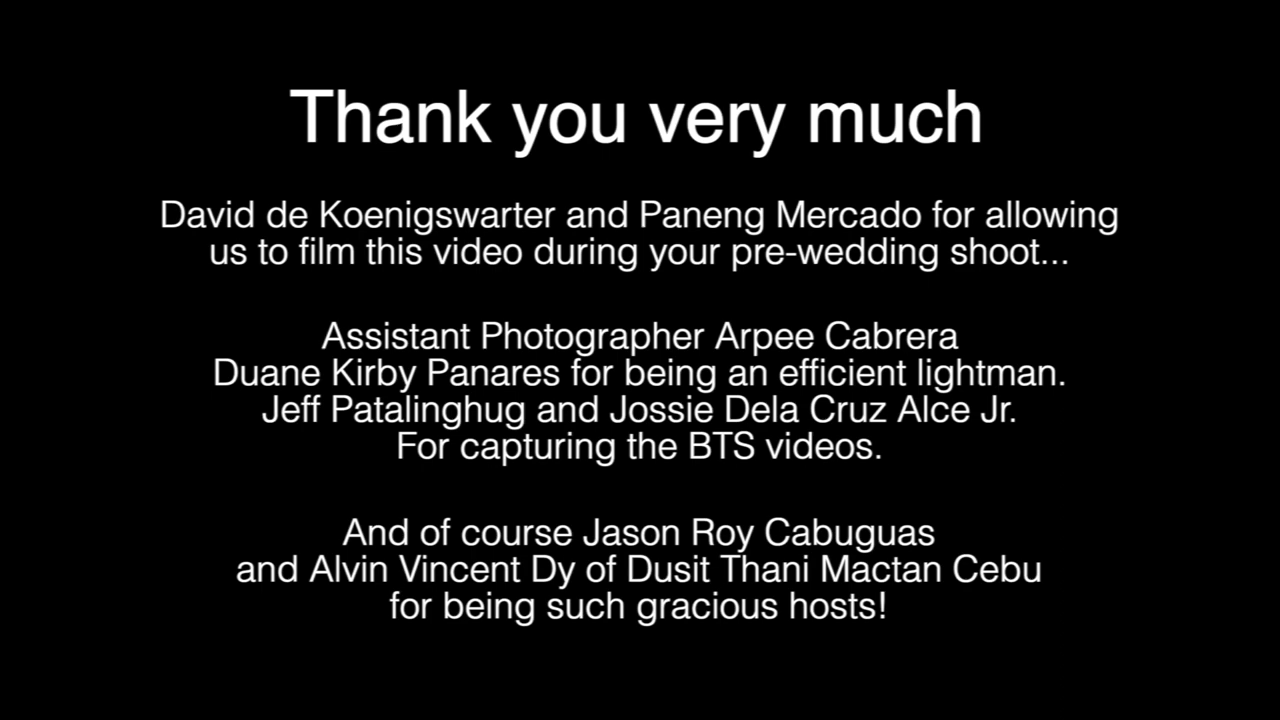 Thank you very much
David de Koenigswarter and Paneng Mercado for allowing
us to film this video during your pre-wedding shoot...
Assistant Photographer Arpee Cabrera
Duane Kirby Panares for being an efficient lightman.
Jeff Patalinghug and Jossie Dela Cruz Alce Jr.
For capturing the BTS videos.
And of course Jason Roy Cabuguas
and Alvin Vincent Dy of Dusit Thani Mactan Cebu
for being such gracious hosts!